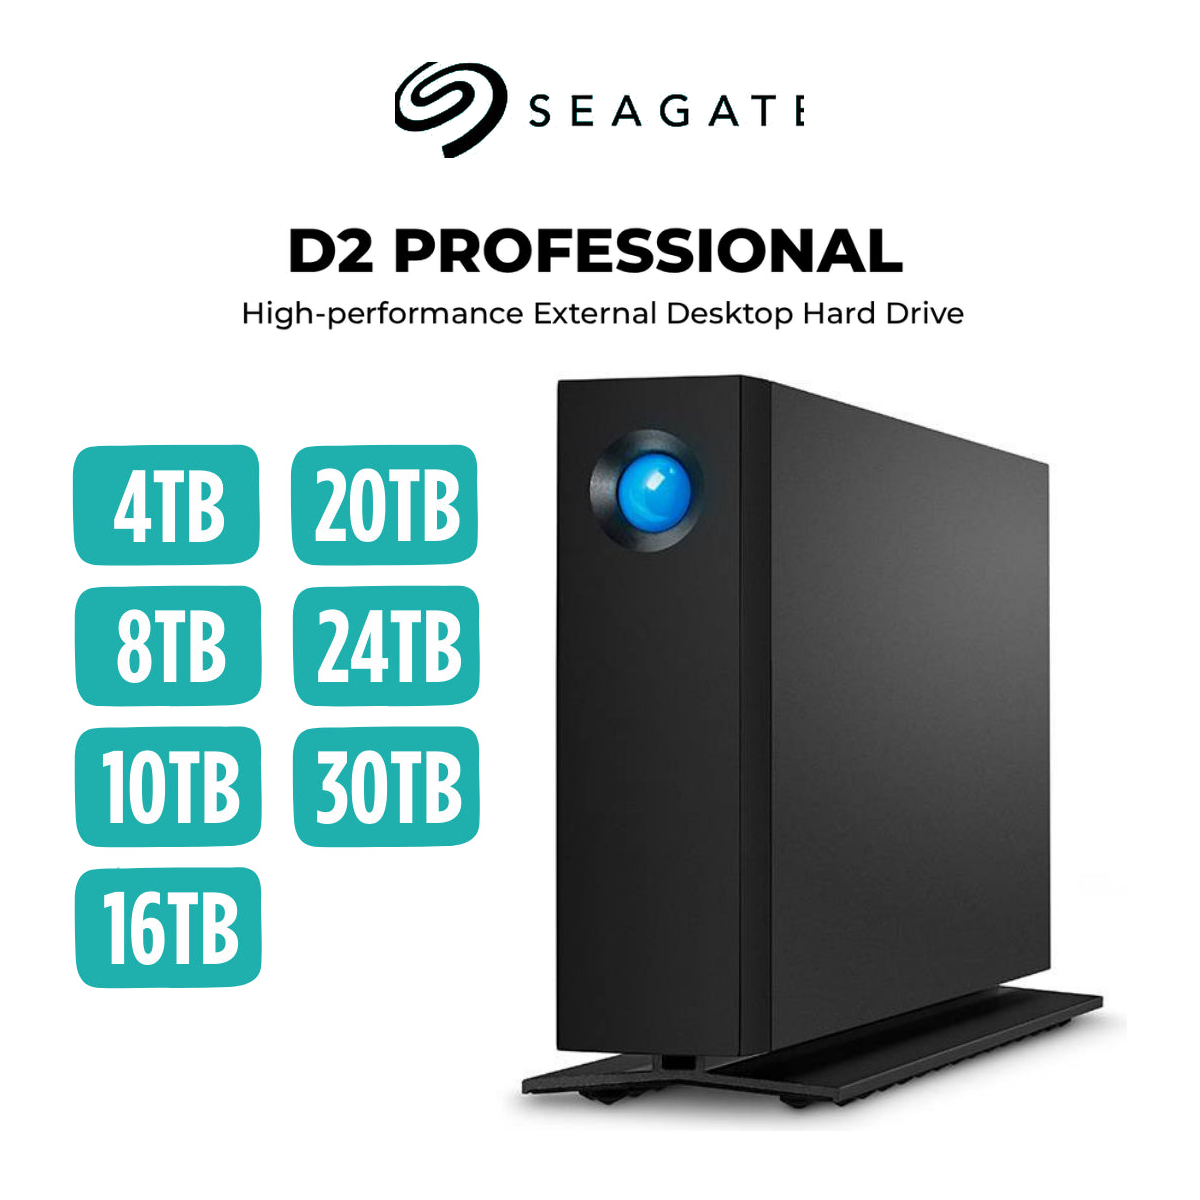 SEAGATE
D2 PROFESSIONAL
High-performance External Desktop Hard Drive
4TB
8TB
10TB
16TB
20TB
24TB
30TB